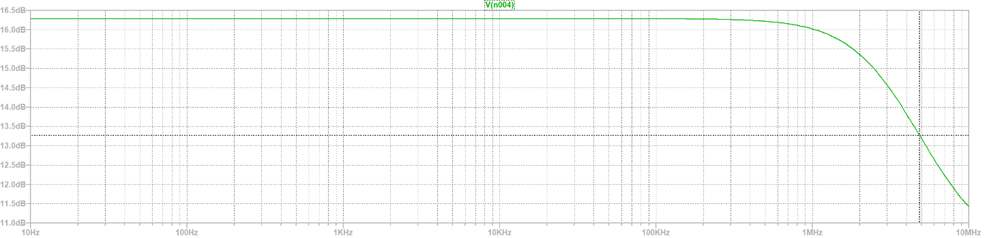 V(n004)
16.5dB
16.0dB
15.5dB
15.0dB
14.5dB
14.0dB
13.5dB
13.0dB
12.5dB
12.0dB
11.5dB
11.0dB
10Hz 100Hz 1KHz 10KHz 100KHz 1MHz 10MHz